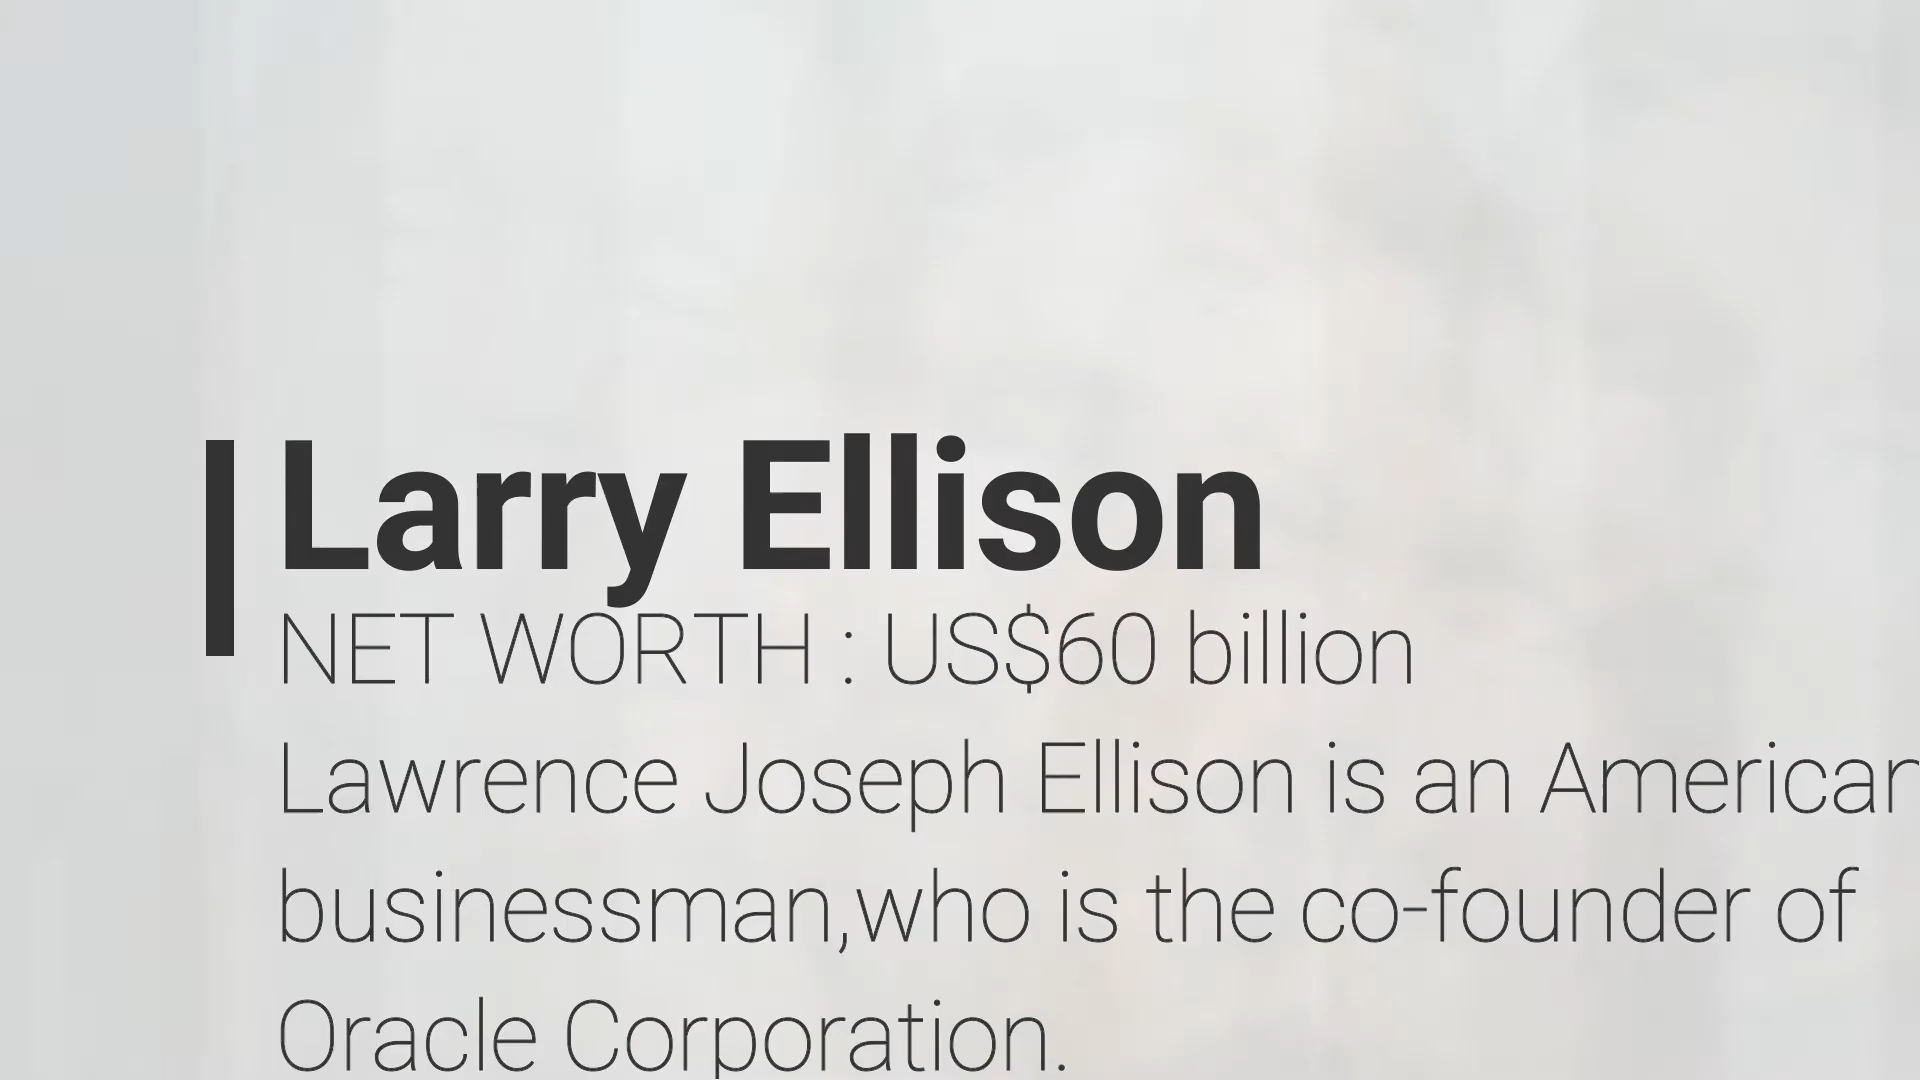 Larry Ellison
NET WORTH : US$60 billion
Lawrence Joseph Ellison is an American
businessman,who is the co-founder of
Oracle Corporation.